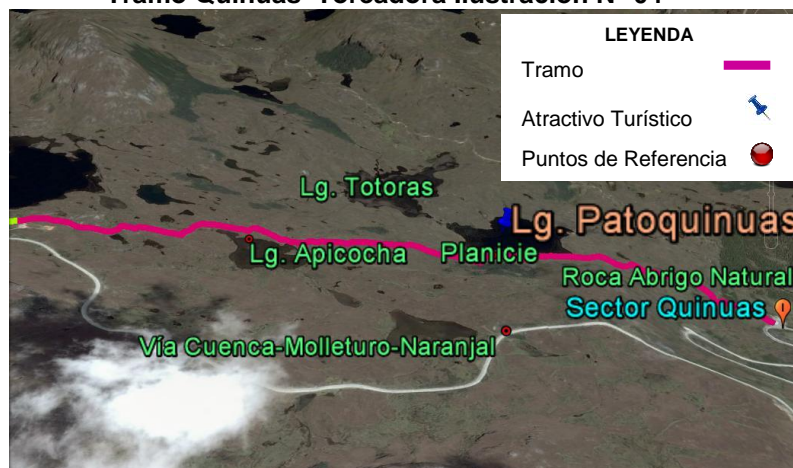 LEYENDA
Tramo
Atractivo Turístico
Puntos de Referencia
Lg. Totoras
Lg. Patoquinuas
Lg. Apicocha
Planicie
Roca Abrigo Natural
Sector Quinuas
Vía Cuenca-Molleturo-Naranjal